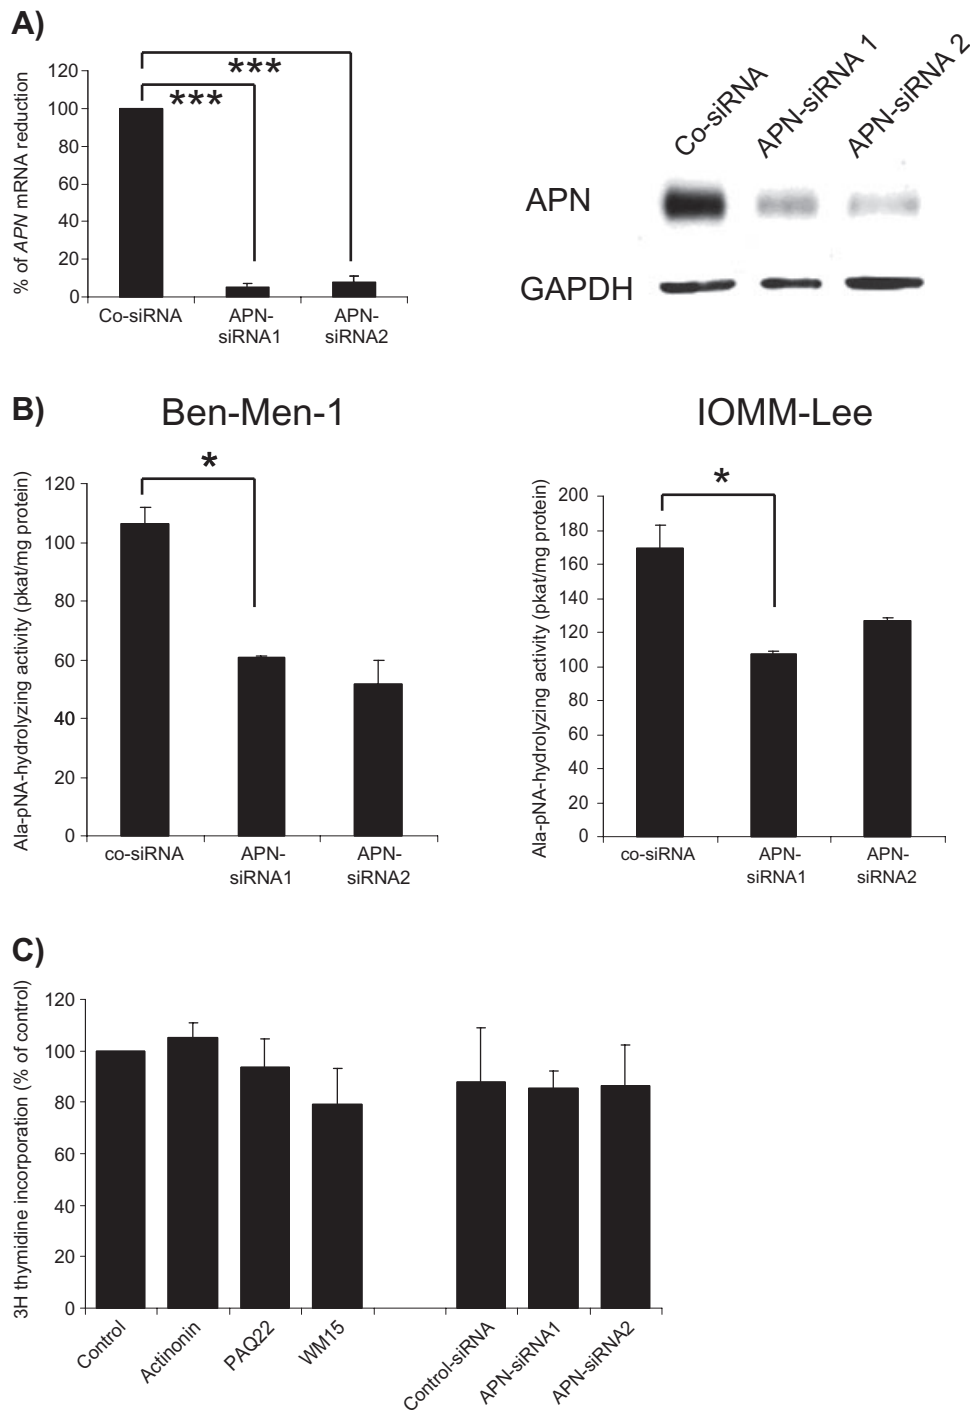 A)
% of APN mRNA reduction
120
100
80
60
40
20
0
***
***
Co-siRNA
APN-
siRNA1
APN-
siRNA2
Co-siRNA
APN-siRNA 1
APN-siRNA 2
APN
GAPDH
B)
Ben-Men-1
Ala-pNA-hydrolyzing activity (pkat/mg protein)
120
100
80
60
40
20
0
*
co-siRNA
APN-
siRNA1
APN-
siRNA2
IOMM-Lee
Ala-pNA-hydrolyzing activity (pkat/mg protein)
200
180
160
140
120
100
80
60
40
20
0
*
co-siRNA
APN-
siRNA1
APN-
siRNA2
C)
3H thymidine incorporation (% of control)
120
100
80
60
40
20
0
Control
Actinonin
PAQ22
WM15
Control-siRNA
APN-siRNA1
APN-siRNA2